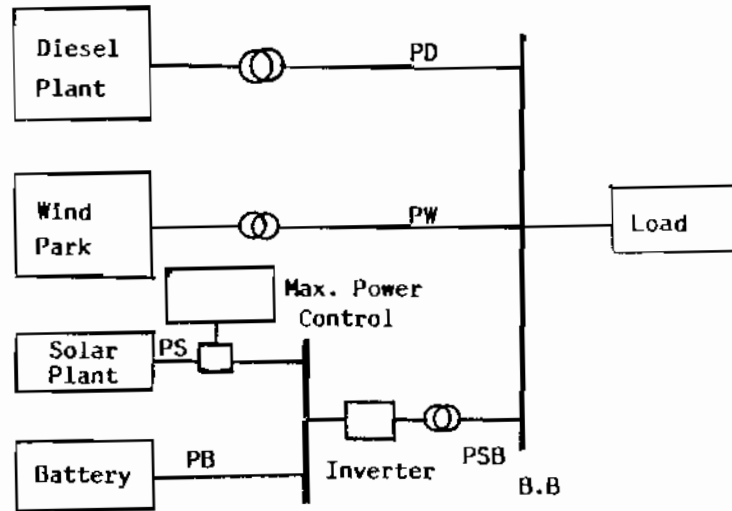 Diesel
Plant
PD
Wind
Park
PW
Load
Max. Power
Control
Solar
Plant
PS
Battery
PB
Inverter
PSB
B.B